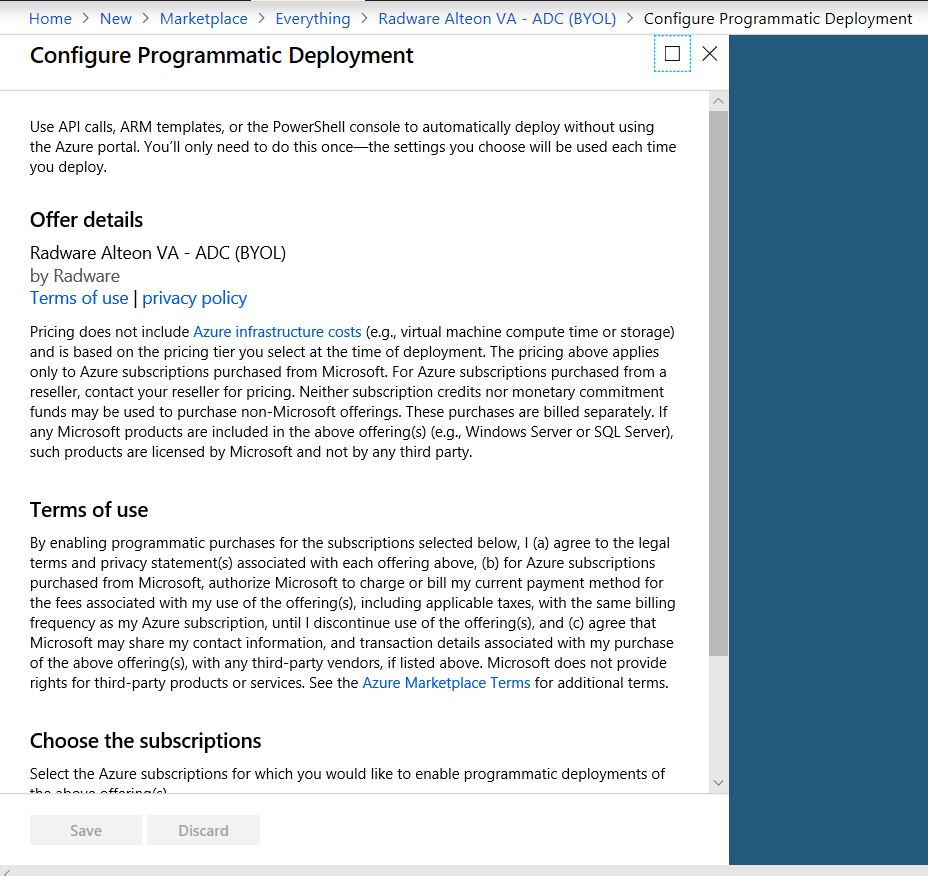 Home > New > Marketplace > Everything > Radware Alteon VA - ADC (BYOL) > Configure Programmatic Deployment
Configure Programmatic Deployment
Use API calls, ARM templates, or the PowerShell console to automatically deploy without using
the Azure portal. You’ll only need to do this once—the settings you choose will be used each time
you deploy.
Offer details
Radware Alteon VA - ADC (BYOL)
by Radware
Terms of use | privacy policy
Pricing does not include Azure infrastructure costs (e.g., virtual machine compute time or storage)
and is based on the pricing tier you select at the time of deployment. The pricing above applies
only to Azure subscriptions purchased from Microsoft. For Azure subscriptions purchased from a
reseller, contact your reseller for pricing. Neither subscription credits nor monetary commitment
funds may be used to purchase non-Microsoft offerings. These purchases are billed separately. If
any Microsoft products are included in the above offering(s) (e.g., Windows Server or SQL Server),
such products are licensed by Microsoft and not by any third party.
Terms of use
By enabling programmatic purchases for the subscriptions selected below, I (a) agree to the legal
terms and privacy statement(s) associated with each offering above, (b) for Azure subscriptions
purchased from Microsoft, authorize Microsoft to charge or bill my current payment method for
the fees associated with my use of the offering(s), including applicable taxes, with the same billing
frequency as my Azure subscription, until I discontinue use of the offering(s), and (c) agree that
Microsoft may share my contact information, and transaction details associated with my purchase
of the above offering(s), with any third-party vendors, if listed above. Microsoft does not provide
rights for third-party products or services. See the Azure Marketplace Terms for additional terms.
Choose the subscriptions
Select the Azure subscriptions for which you would like to enable programmatic deployments of
the above offering(s)
Save Discard